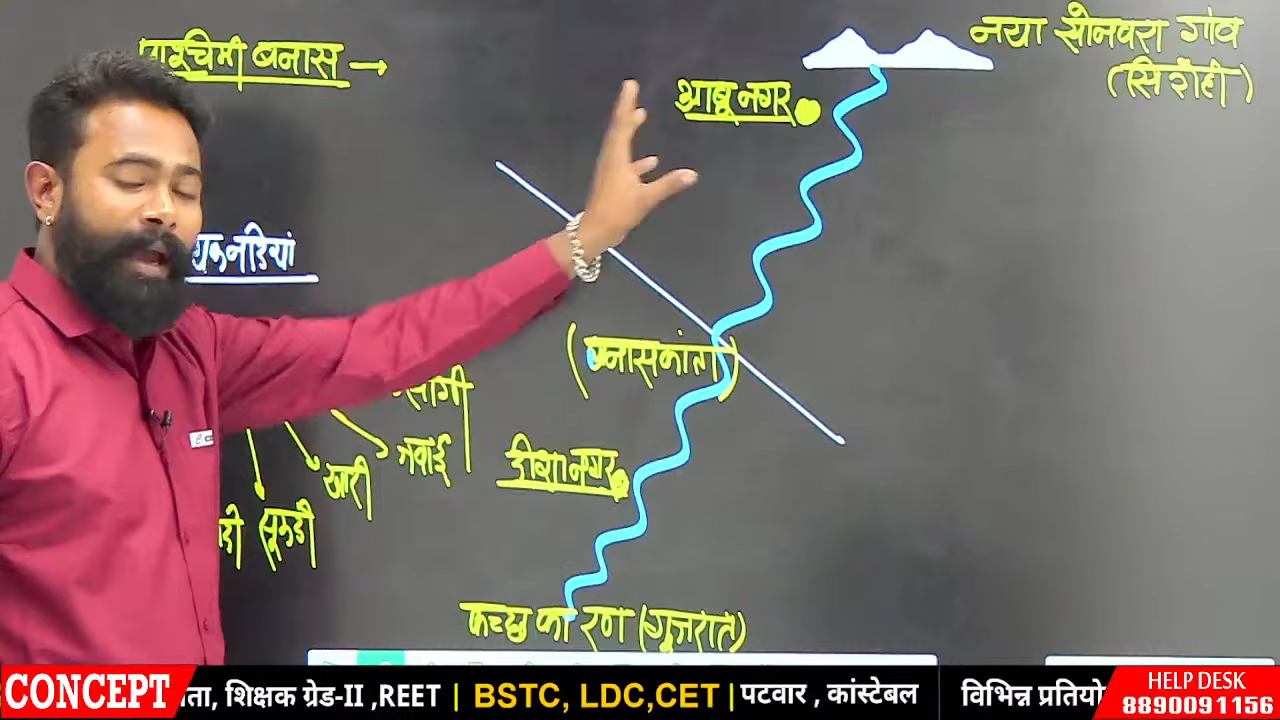 पश्चिमी बनास →
नया सोनवरा गांव
(सिरोही)
आबू नगर
नदियां
(बनासकांता)
नवाई
डीसा नगर
खारी
सूकडी
कच्छ का रण (गुजरात)
CONCEPT
शिक्षक ग्रेड-II ,REET | BSTC, LDC,CET | पटवार , कांस्टेबल
विभिन्न
HELP DESK
8890091156